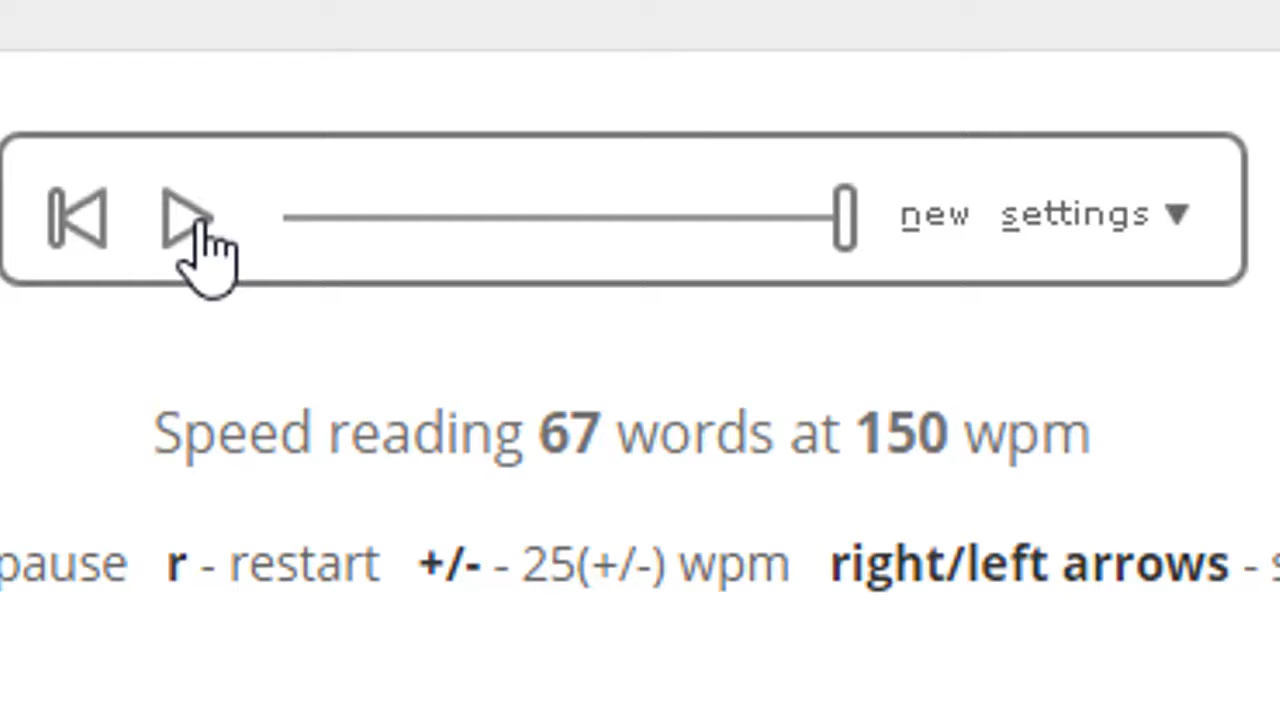 new settings ▼
Speed reading 67 words at 150 wpm
pause r - restart +/- - 25(+/-) wpm right/left arrows - s